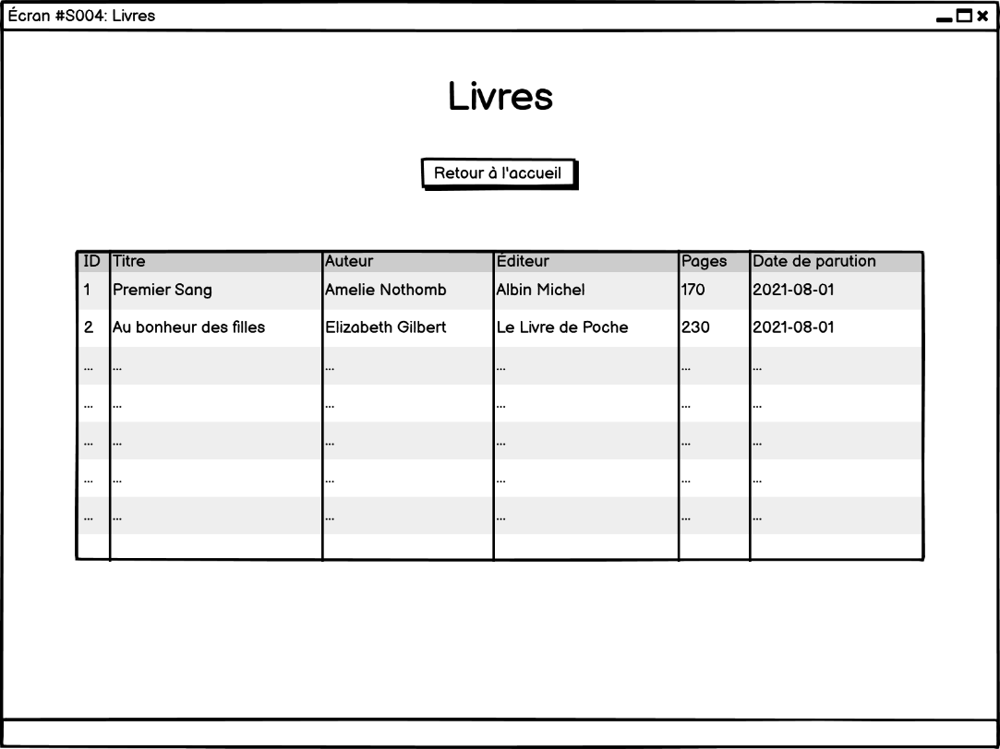 Écran #S004: Livres
Livres
Retour à l'accueil
ID Titre Auteur Éditeur Pages Date de parution
1 Premier Sang Amelie Nothomb Albin Michel 170 2021-08-01
2 Au bonheur des filles Elizabeth Gilbert Le Livre de Poche 230 2021-08-01
... ... ... ... ... ...
... ... ... ... ... ...
... ... ... ... ... ...
... ... ... ... ... ...
... ... ... ... ... ...